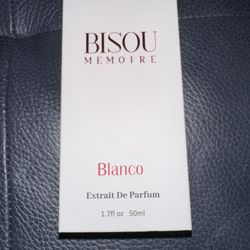 BISOU
MEMOIRE
Blanco
Extrait De Parfum
1.7fl oz 50ml